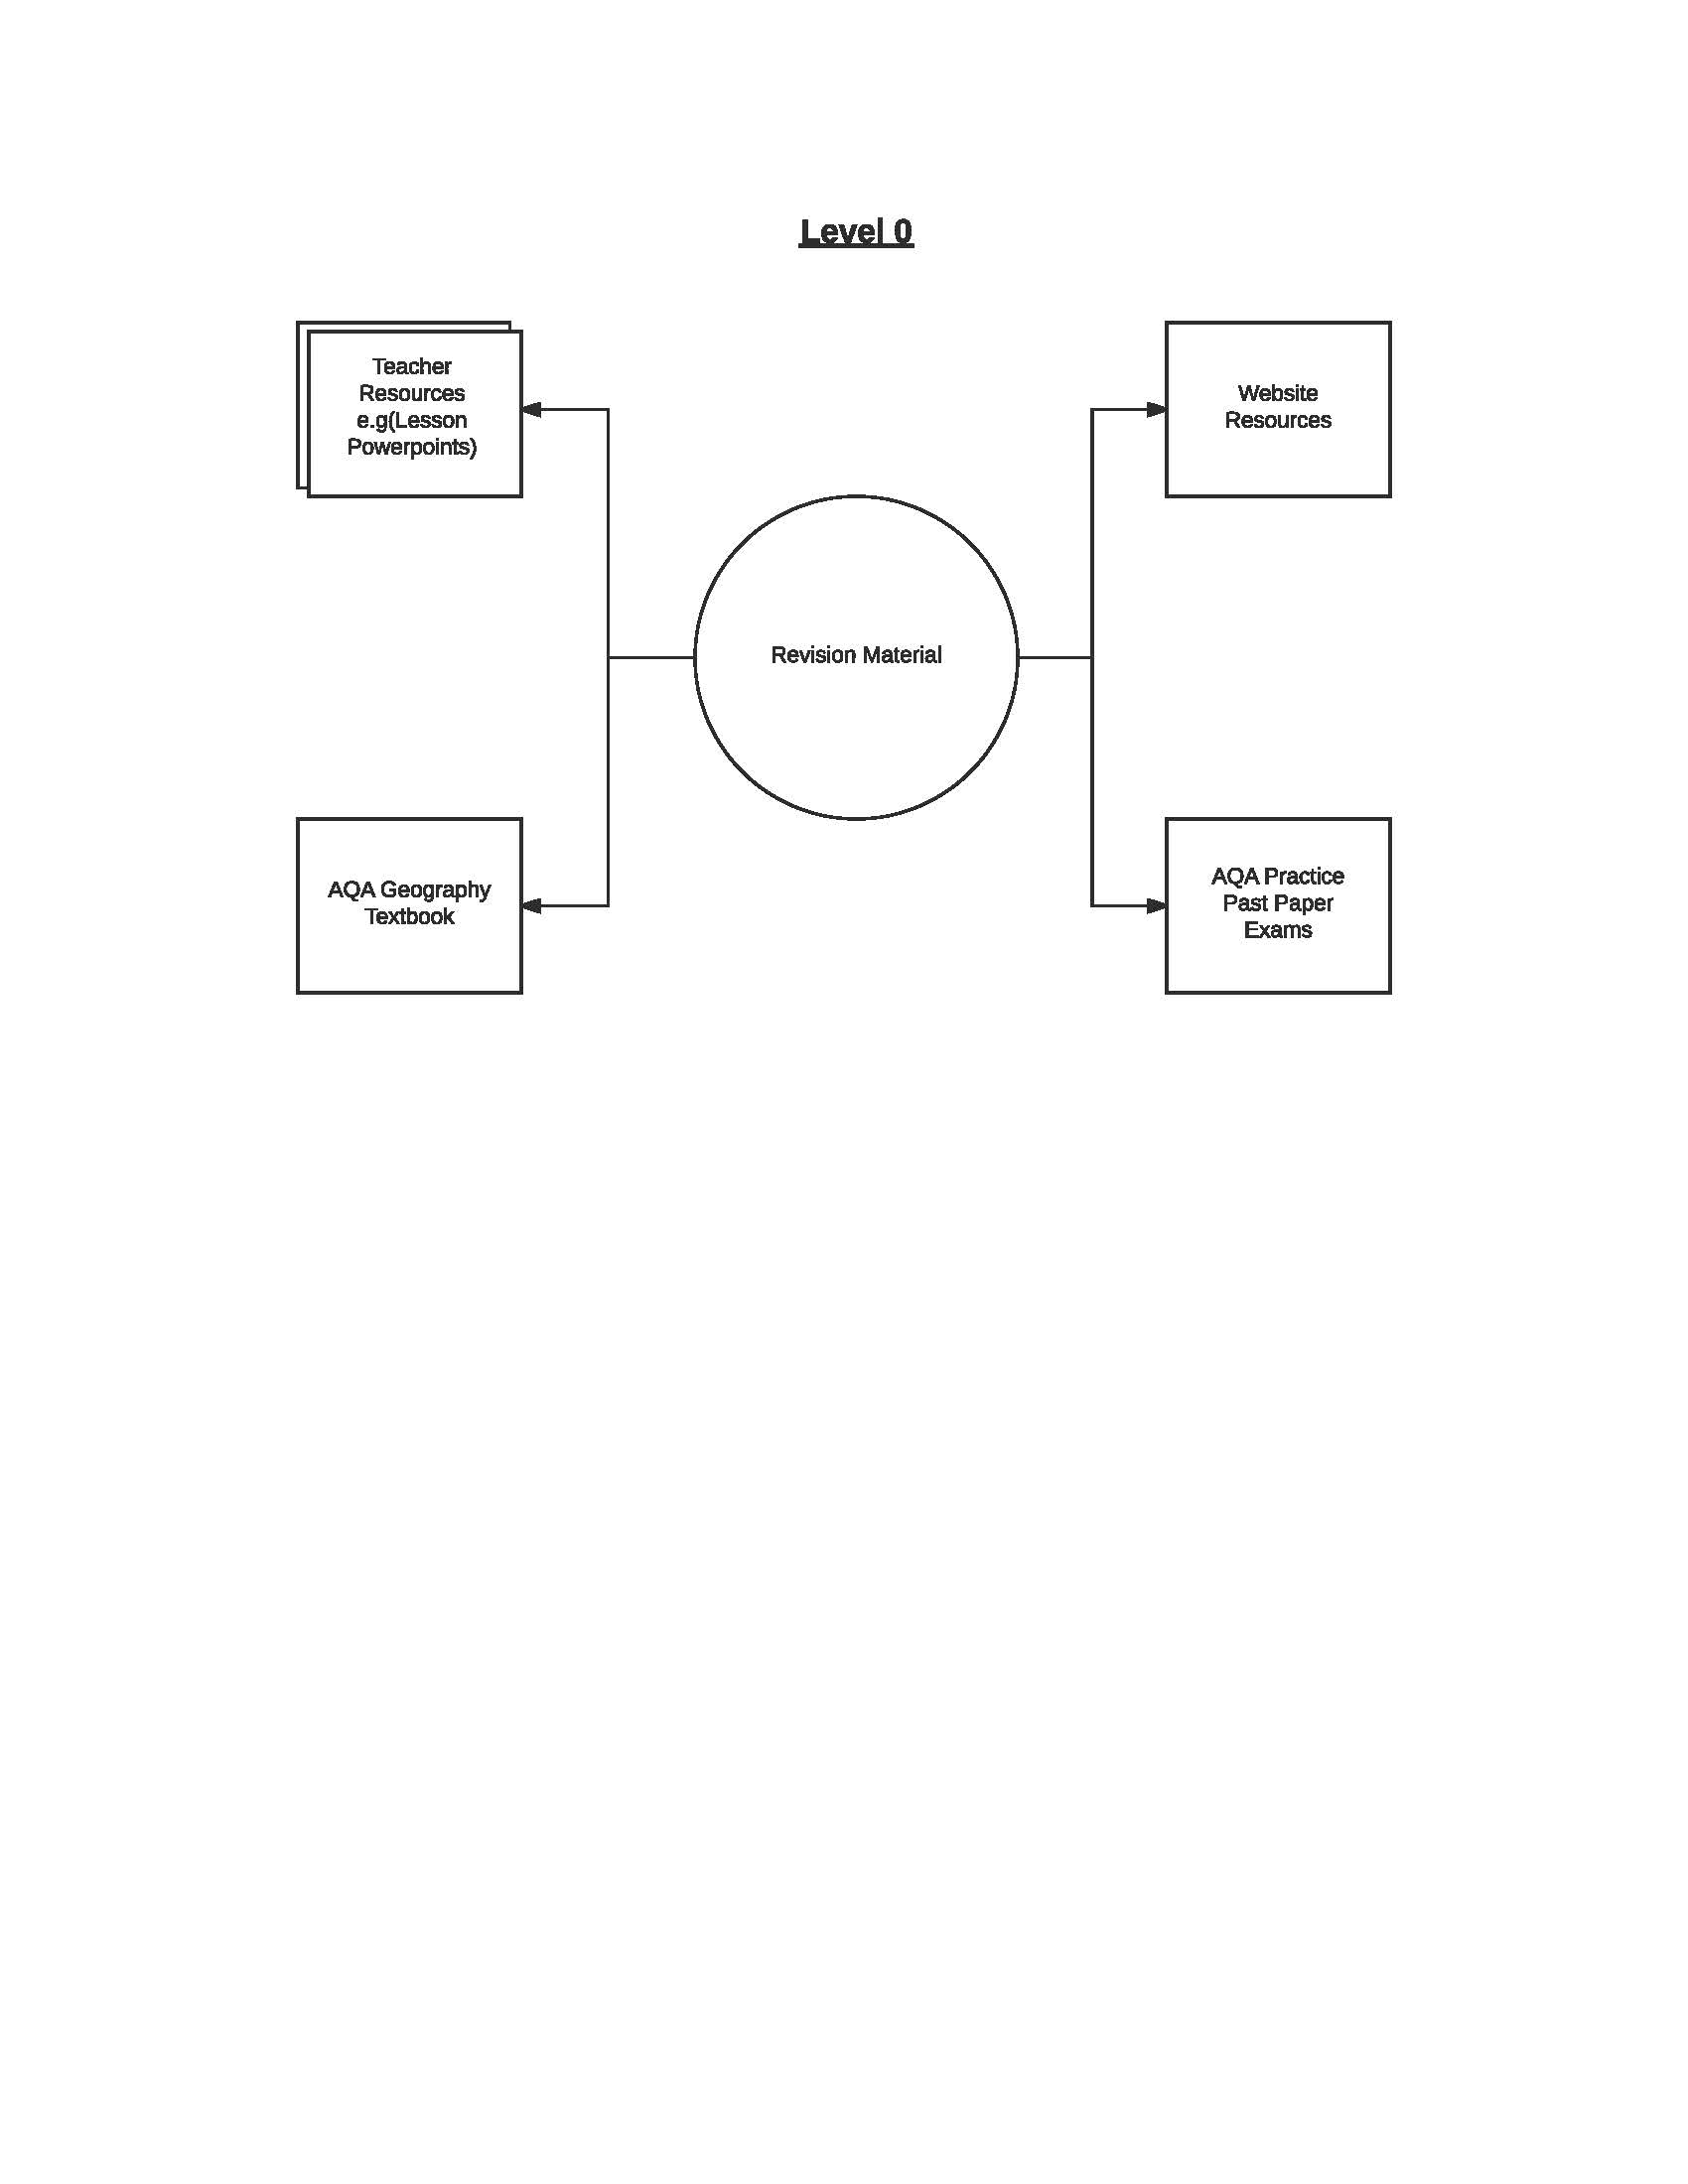 Level 0
Teacher
Resources
e.g(Lesson
Powerpoints)
Website
Resources
Revision Material
AQA Geography
Textbook
AQA Practice
Past Paper
Exams